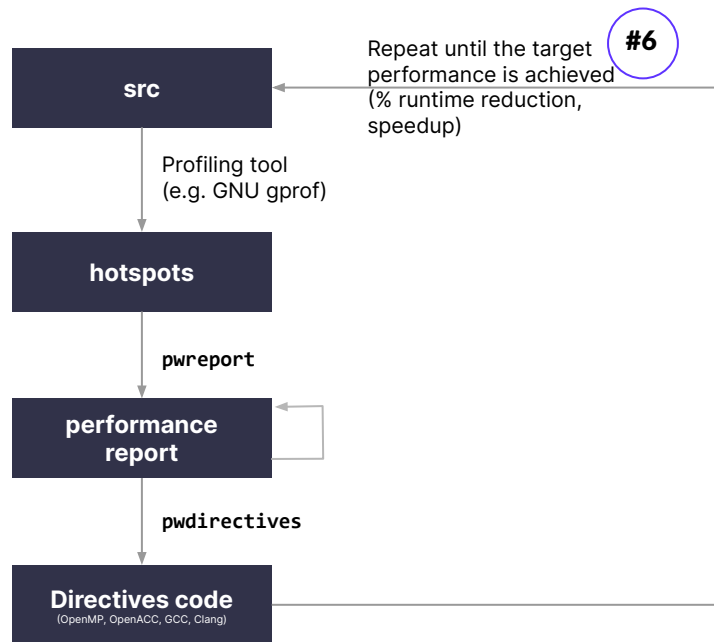 #6
Repeat until the target
performance is achieved
(% runtime reduction,
speedup)
src
Profiling tool
(e.g. GNU gprof)
hotspots
pwreport
performance
report
pwdirectives
Directives code
(OpenMP, OpenACC, GCC, Clang)